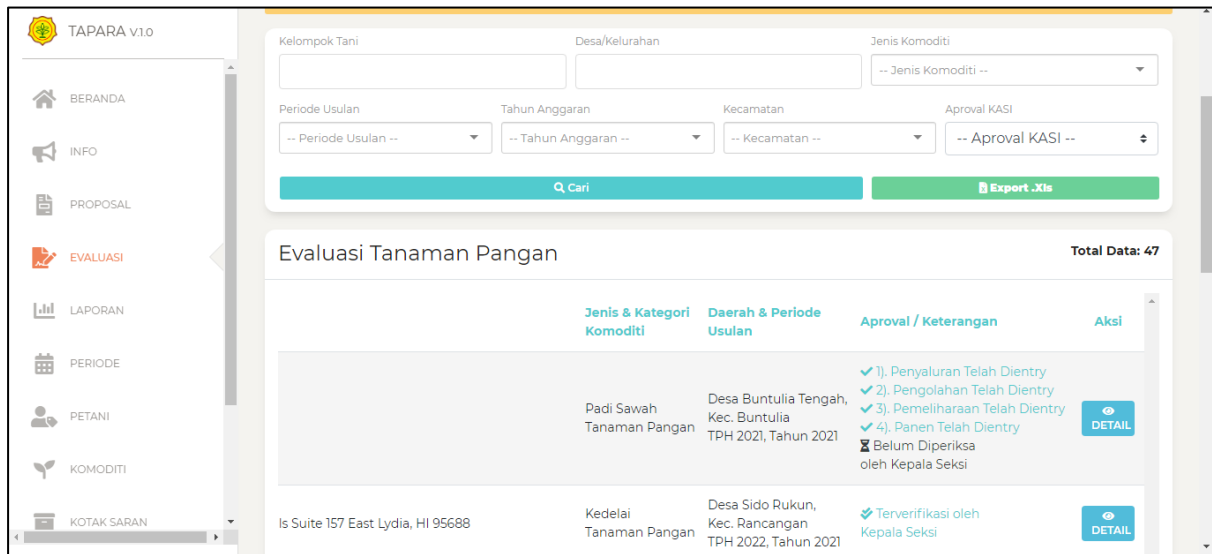 TAPARA V.1.0
BERANDA
INFO
PROPOSAL
EVALUASI
LAPORAN
PERIODE
PETANI
KOMODITI
KOTAK SARAN
Kelompok Tani
Desa/Kelurahan
Jenis Komoditi
-- Jenis Komoditi --
Periode Usulan
Tahun Anggaran
Kecamatan
Aproval KASI
-- Periode Usulan --
-- Tahun Anggaran --
-- Kecamatan --
-- Aproval KASI --
Cari
Export .Xls
Evaluasi Tanaman Pangan
Total Data: 47
Jenis & Kategori
Komoditi
Daerah & Periode
Usulan
Aproval / Keterangan
Aksi
Padi Sawah
Tanaman Pangan
Desa Buntulia Tengah,
Kec. Buntulia
TPH 2021, Tahun 2021
1). Penyaluran Telah Dientry
2). Pengolahan Telah Dientry
3). Pemeliharaan Telah Dientry
4). Panen Telah Dientry
Belum Diperiksa
oleh Kepala Seksi
DETAIL
Is Suite 157 East Lydia, HI 95688
Kedelai
Tanaman Pangan
Desa Sido Rukun,
Kec. Rancangan
TPH 2022, Tahun 2021
Terverifikasi oleh
Kepala Seksi
DETAIL